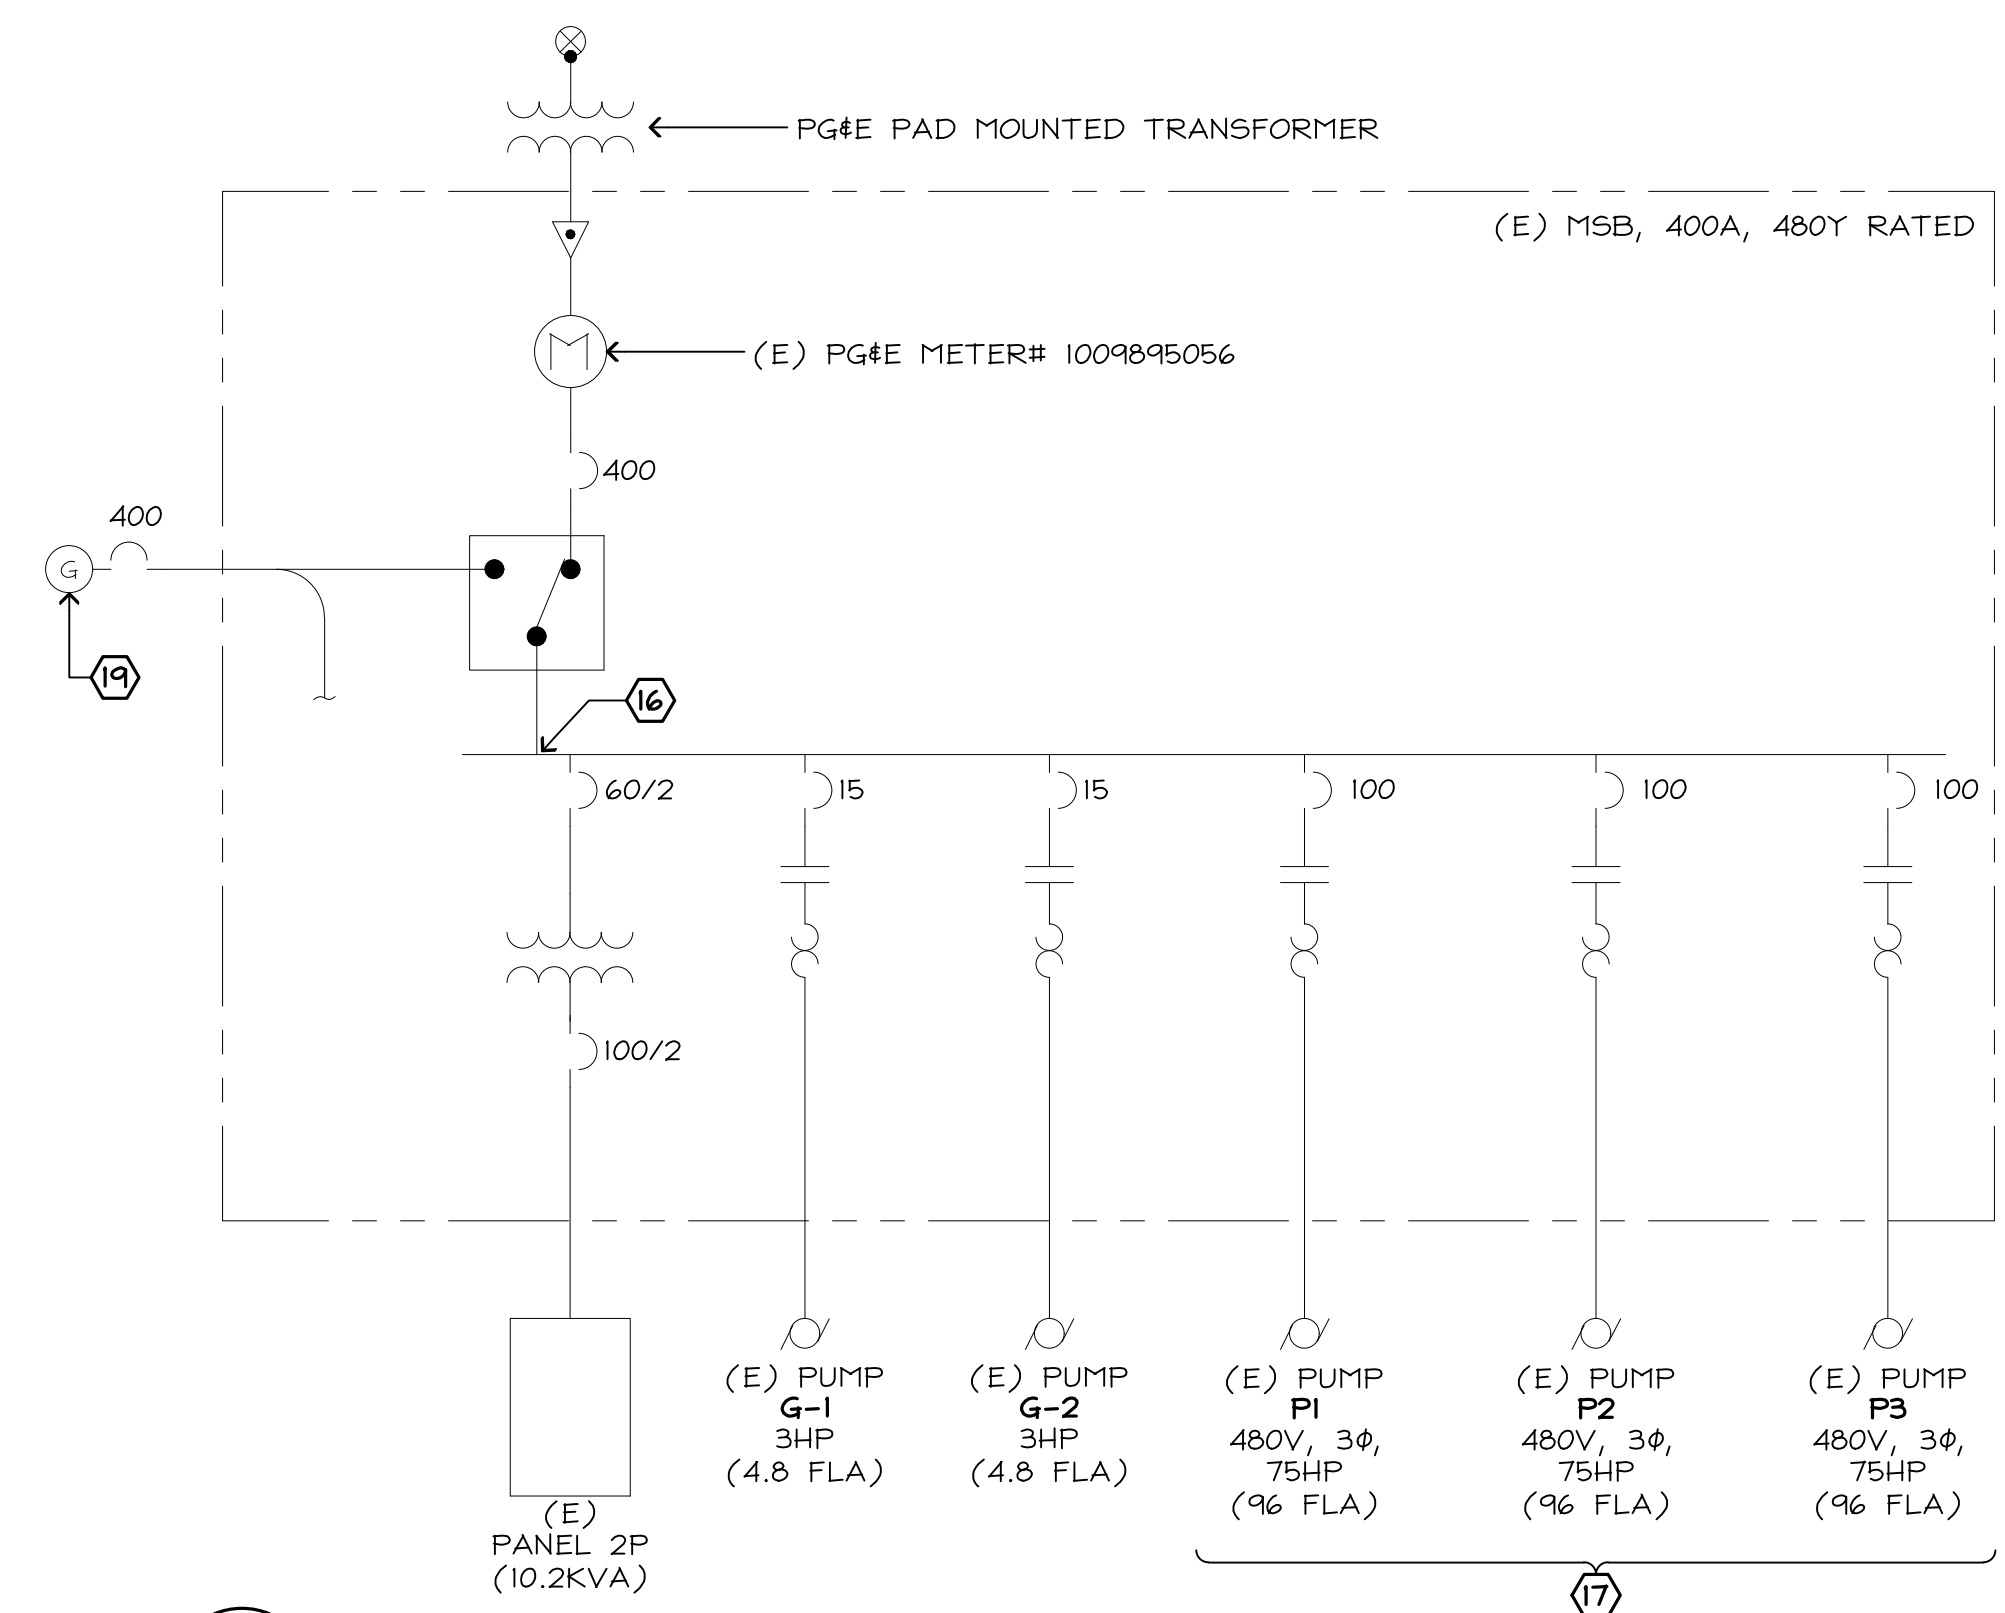 PG&E PAD MOUNTED TRANSFORMER
(E) MSB, 400A, 480Y RATED
M
(E) PG&E METER# 1009895056
400
400
G
19
16
60/2
15
15
100
100
100
100/2
(E) PUMP
G-1
3HP
(4.8 FLA)
(E) PUMP
G-2
3HP
(4.8 FLA)
(E) PUMP
P1
480V, 3Φ,
75HP
(96 FLA)
(E) PUMP
P2
480V, 3Φ,
75HP
(96 FLA)
(E) PUMP
P3
480V, 3Φ,
75HP
(96 FLA)
(E)
PANEL 2P
(10.2KVA)
17